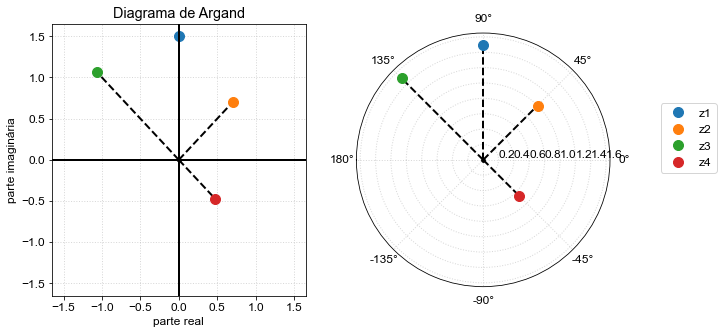 Diagrama de Argand
parte imaginária
1.5
1.0
0.5
0.0
−0.5
−1.0
−1.5
−1.5 −1.0 −0.5 0.0 0.5 1.0 1.5
parte real
90°
135° 45°
180° 0.20.40.60.81.01.21.41.6 0°
-135° -45°
-90°
z1
z2
z3
z4